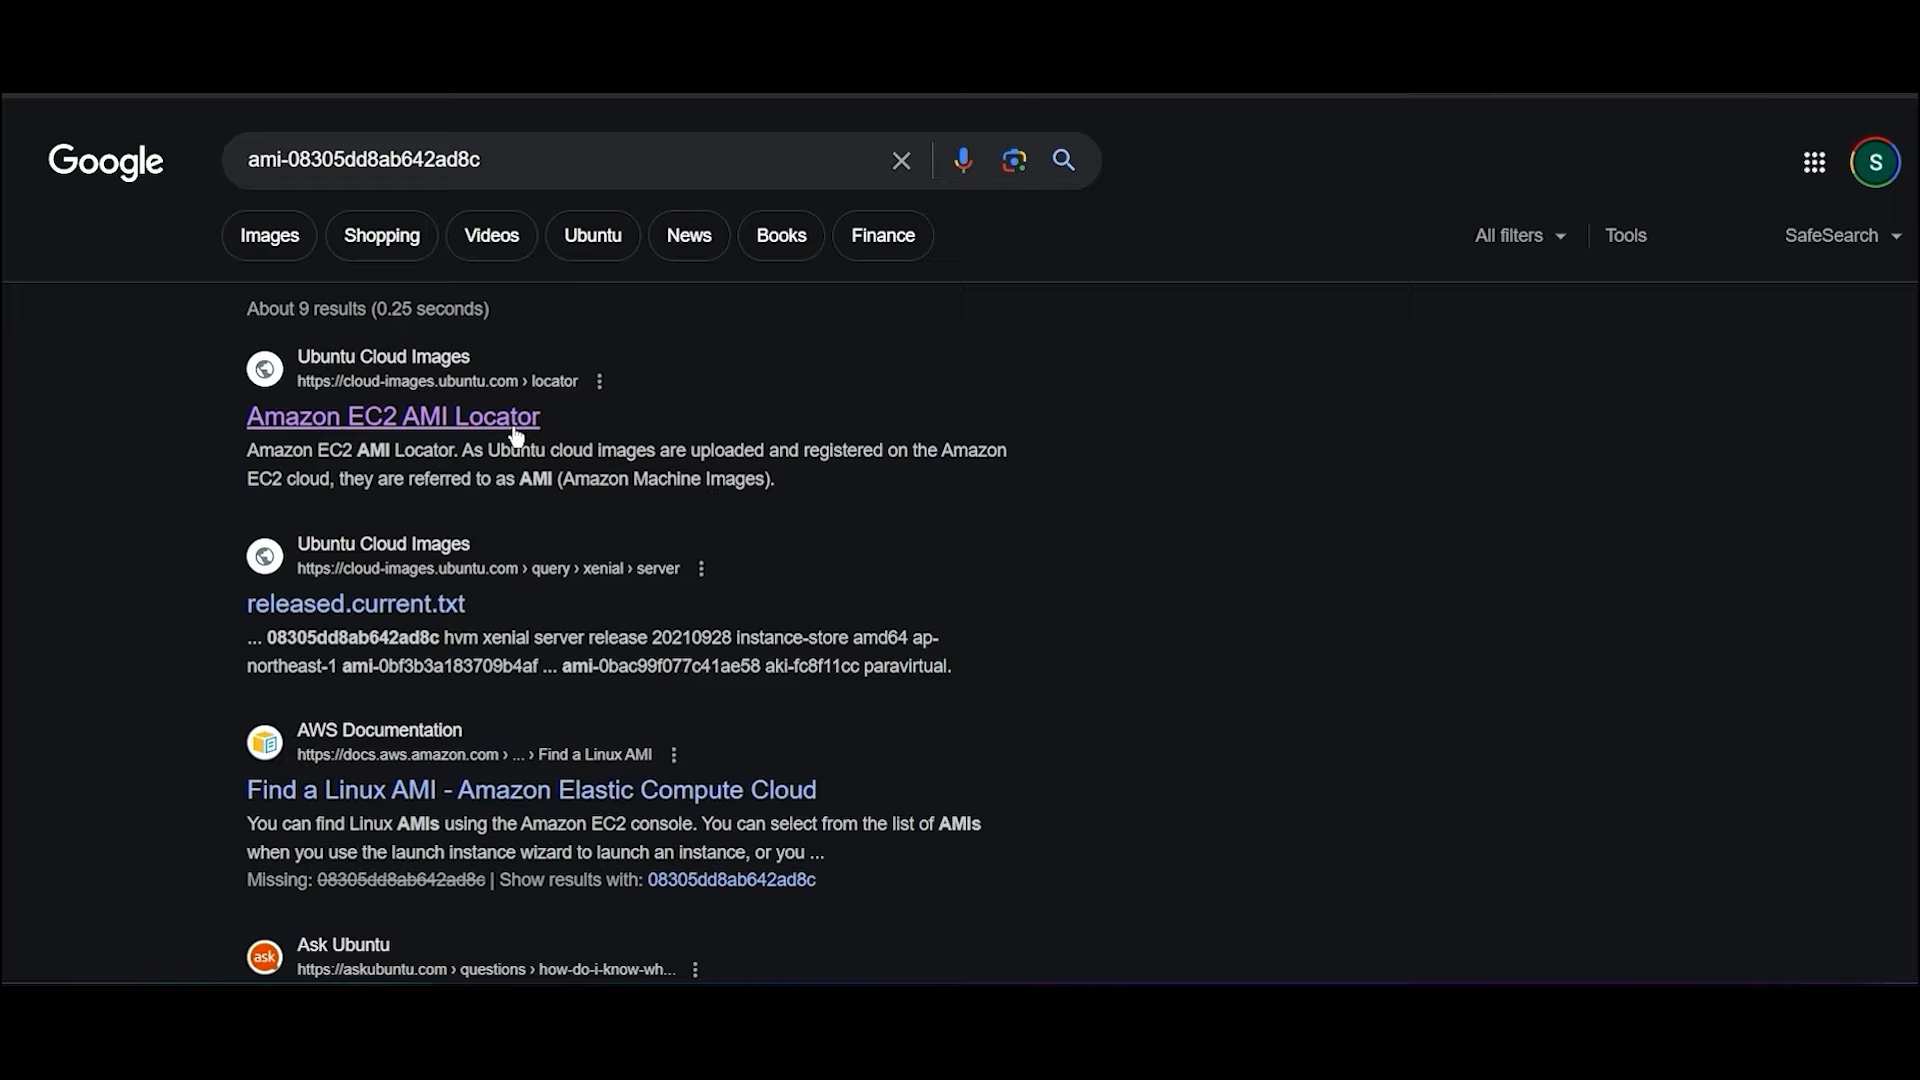 Google
ami-08305dd8ab642ad8c
S
Images
Shopping
Videos
Ubuntu
News
Books
Finance
All filters
Tools
SafeSearch
About 9 results (0.25 seconds)
Ubuntu Cloud Images
https://cloud-images.ubuntu.com › locator
Amazon EC2 AMI Locator
Amazon EC2 AMI Locator. As Ubuntu cloud images are uploaded and registered on the Amazon
EC2 cloud, they are referred to as AMI (Amazon Machine Images).
Ubuntu Cloud Images
https://cloud-images.ubuntu.com › query › xenial › server
released.current.txt
... 08305dd8ab642ad8c hvm xenial server release 20210928 instance-store amd64 ap-
northeast-1 ami-0bf3b3a183709b4af ... ami-0bac99f077c41ae58 aki-fc8f11cc paravirtual.
AWS Documentation
https://docs.aws.amazon.com › ... › Find a Linux AMI
Find a Linux AMI - Amazon Elastic Compute Cloud
You can find Linux AMIs using the Amazon EC2 console. You can select from the list of AMIs
when you use the launch instance wizard to launch an instance, or you ...
Missing: 08305dd8ab642ad8c | Show results with: 08305dd8ab642ad8c
ask
Ask Ubuntu
https://askubuntu.com › questions › how-do-i-know-wh...